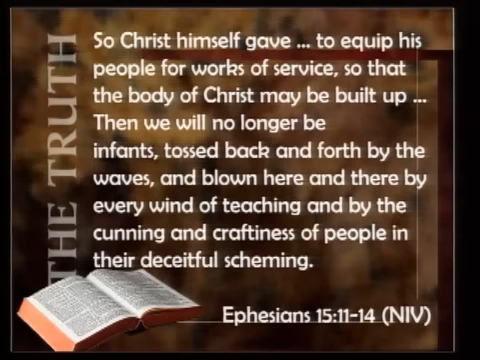 THE TRUTH
So Christ himself gave ... to equip his
people for works of service, so that
the body of Christ may be built up ...
Then we will no longer be
infants, tossed back and forth by the
waves, and blown here and there by
every wind of teaching and by the
cunning and craftiness of people in
their deceitful scheming.
Ephesians 15:11-14 (NIV)